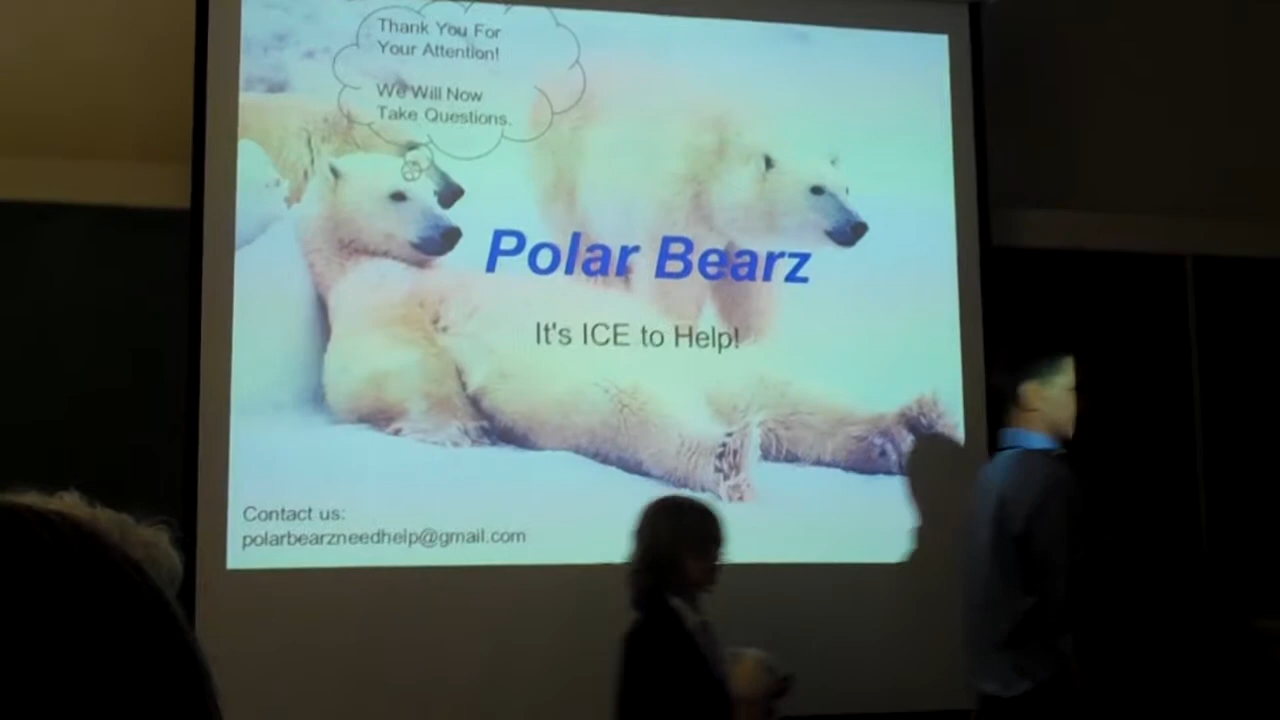 Thank You For
Your Attention!
We Will Now
Take Questions.
Polar Bearz
It's ICE to Help!
Contact us:
polarbearzneedhelp@gmail.com